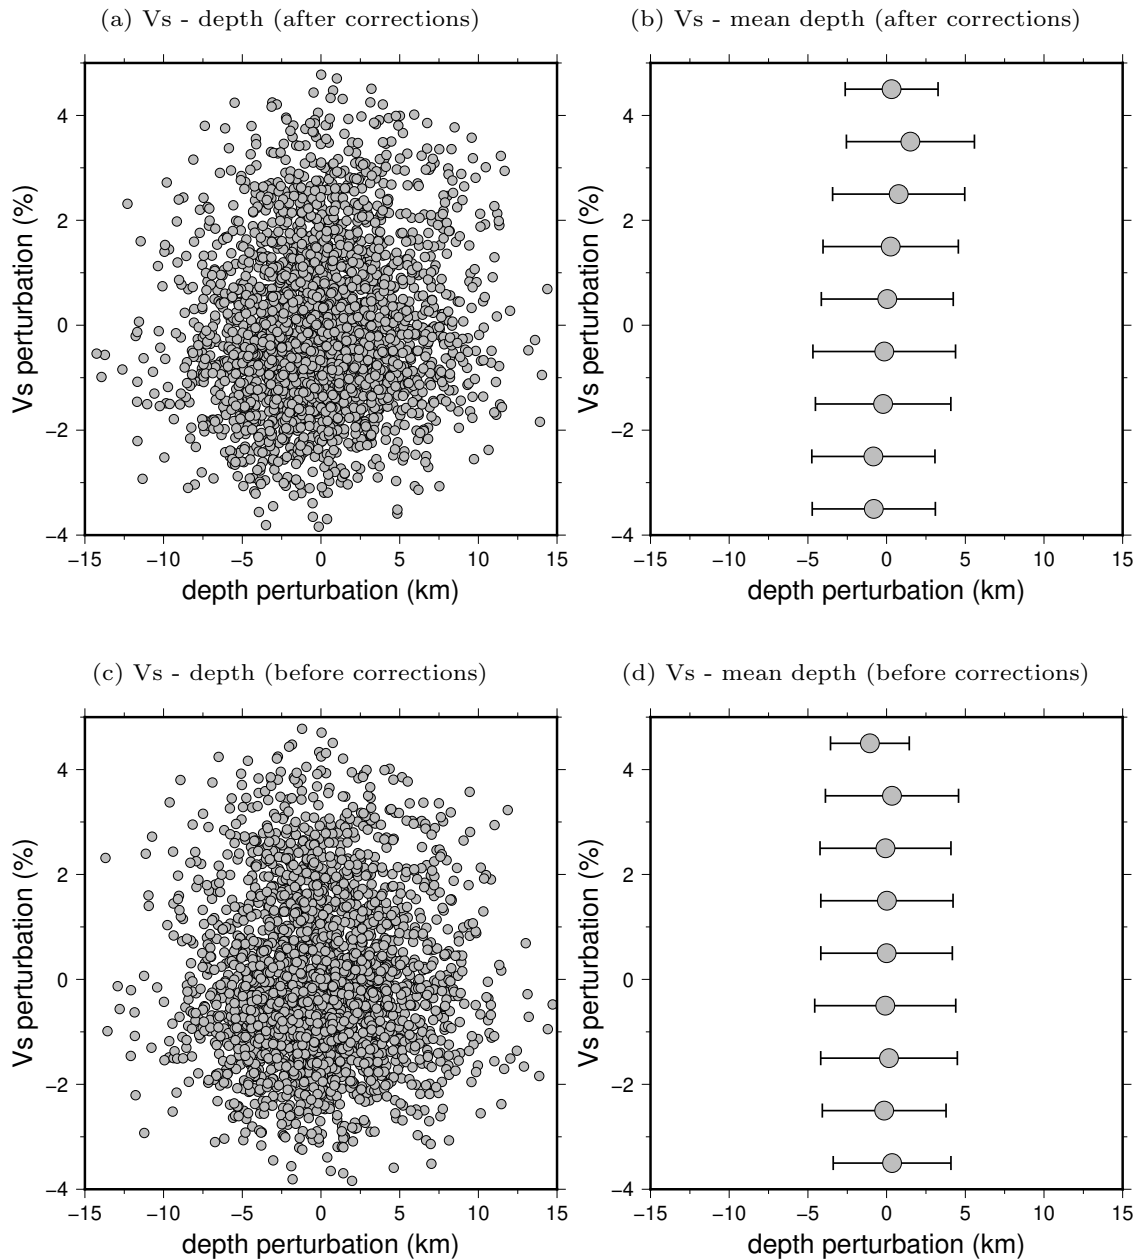 (a) Vs - depth (after corrections)
(b) Vs - mean depth (after corrections)
4
2
0
−2
−4
Vs perturbation (%)
−15 −10 −5 0 5 10 15
depth perturbation (km)
4
2
0
−2
−4
Vs perturbation (%)
−15 −10 −5 0 5 10 15
depth perturbation (km)
(c) Vs - depth (before corrections)
(d) Vs - mean depth (before corrections)
4
2
0
−2
−4
Vs perturbation (%)
−15 −10 −5 0 5 10 15
depth perturbation (km)
4
2
0
−2
−4
Vs perturbation (%)
−15 −10 −5 0 5 10 15
depth perturbation (km)